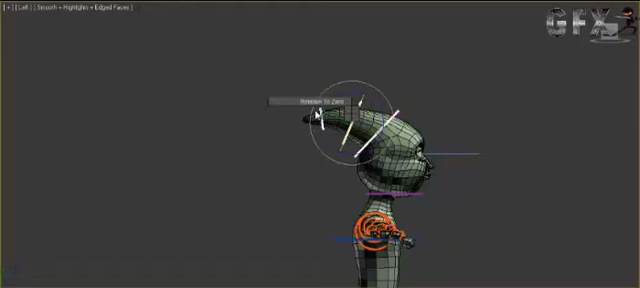 [ + ] [ Left ] [ Smooth + Highlights + Edged Faces ]
GFX
Rotation To Zero